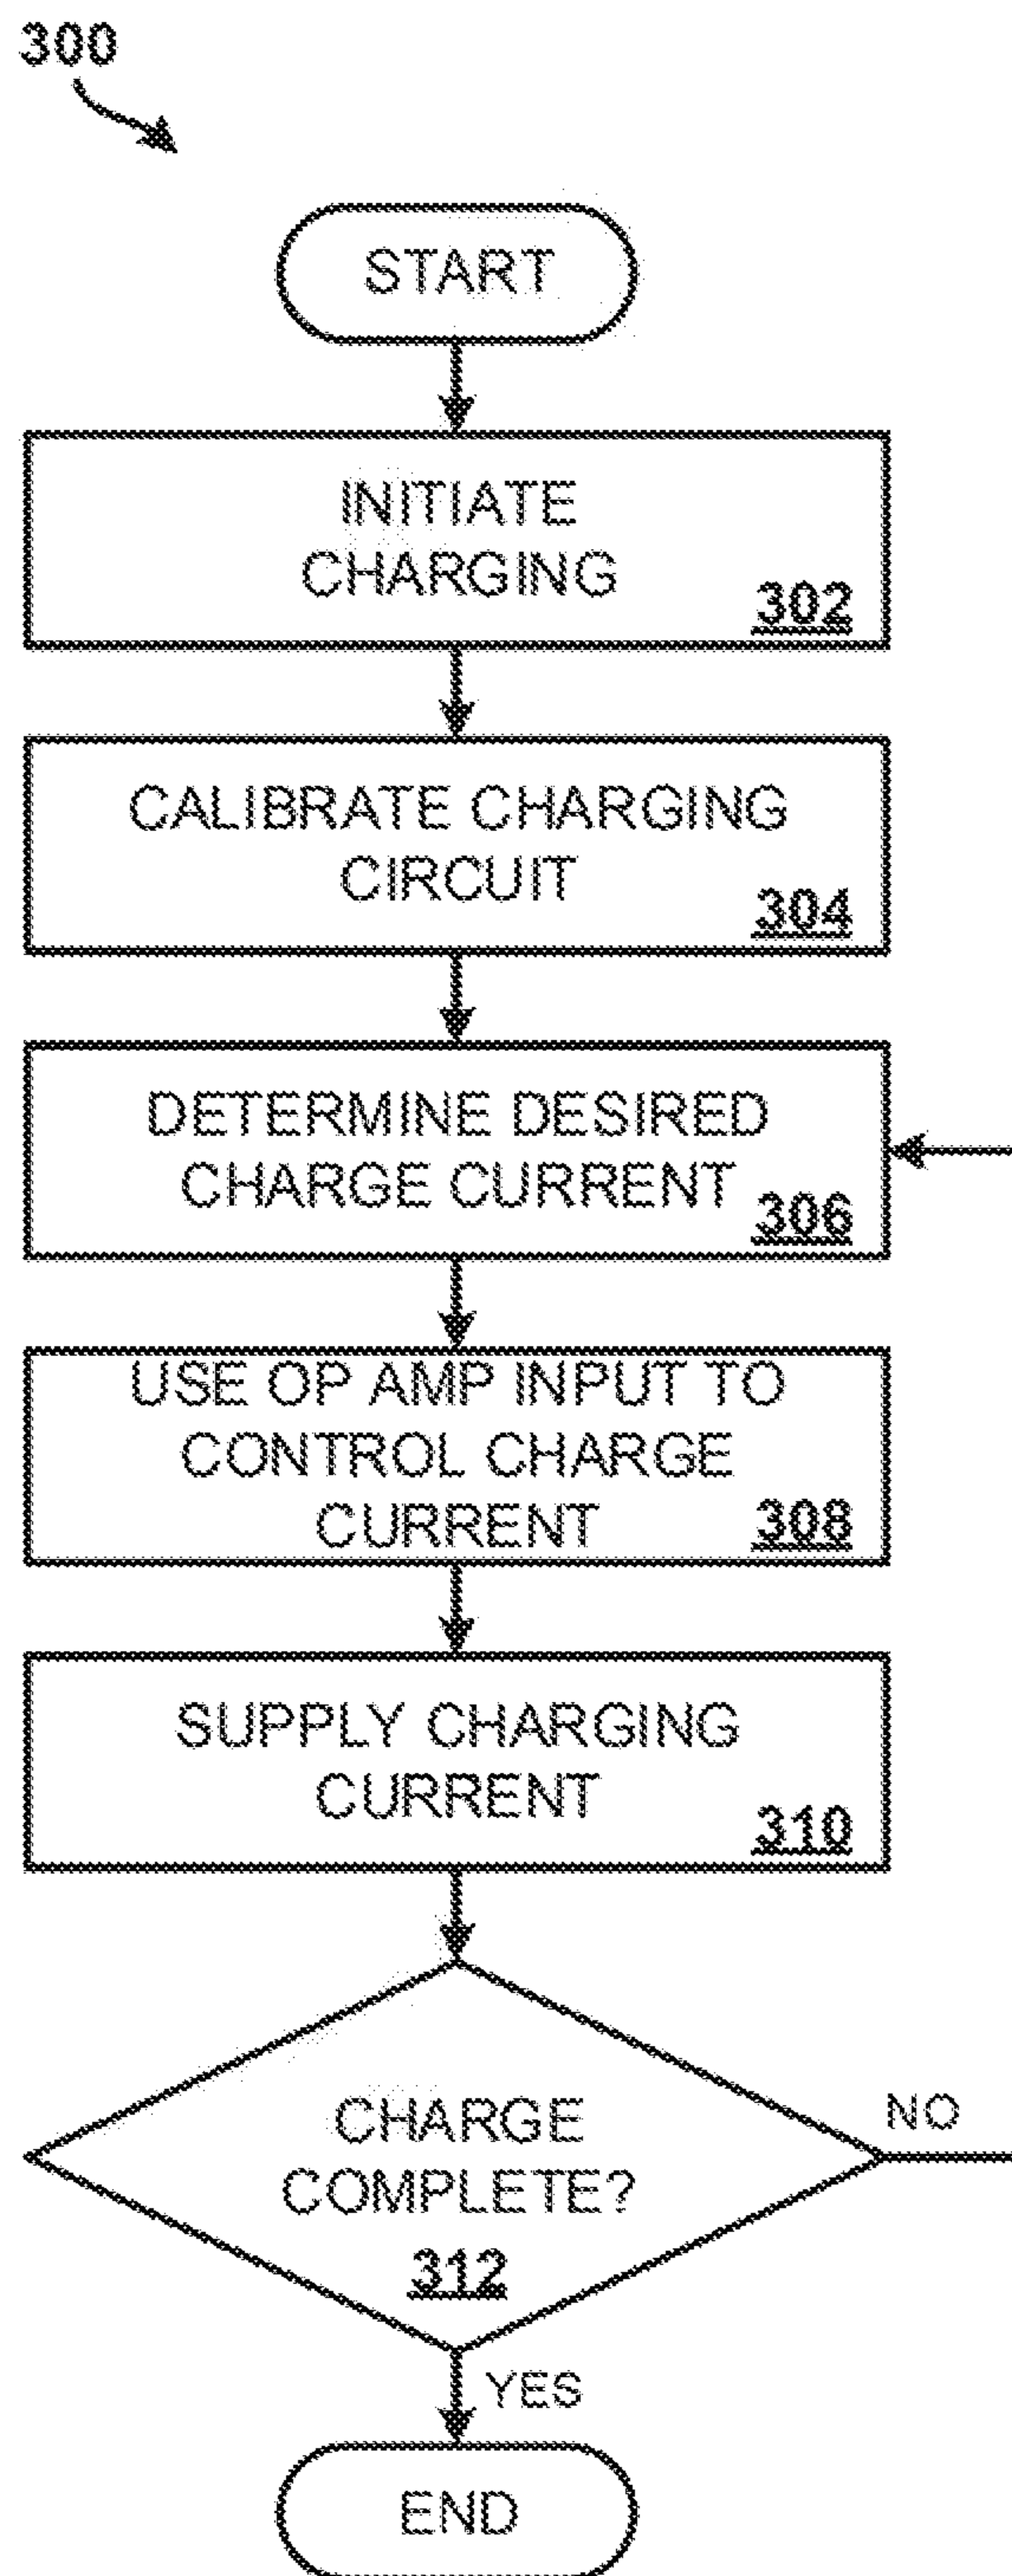 300
START
INITIATE
CHARGING
302
CALIBRATE CHARGING
CIRCUIT
304
DETERMINE DESIRED
CHARGE CURRENT
306
USE OP AMP INPUT TO
CONTROL CHARGE
CURRENT
308
SUPPLY CHARGING
CURRENT
310
CHARGE
COMPLETE?
312
NO
YES
END